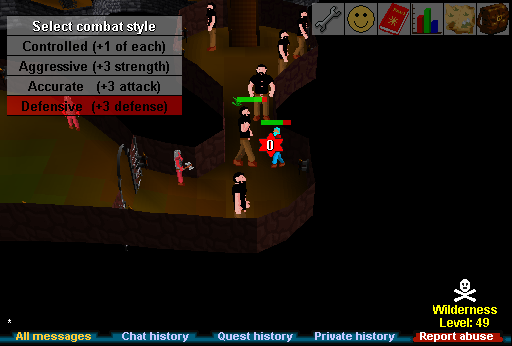 Select combat style
Controlled (+1 of each)
Aggressive (+3 strength)
Accurate (+3 attack)
Defensive (+3 defense)
0
Wilderness
Level: 49
*
All messages
Chat history
Quest history
Private history
Report abuse